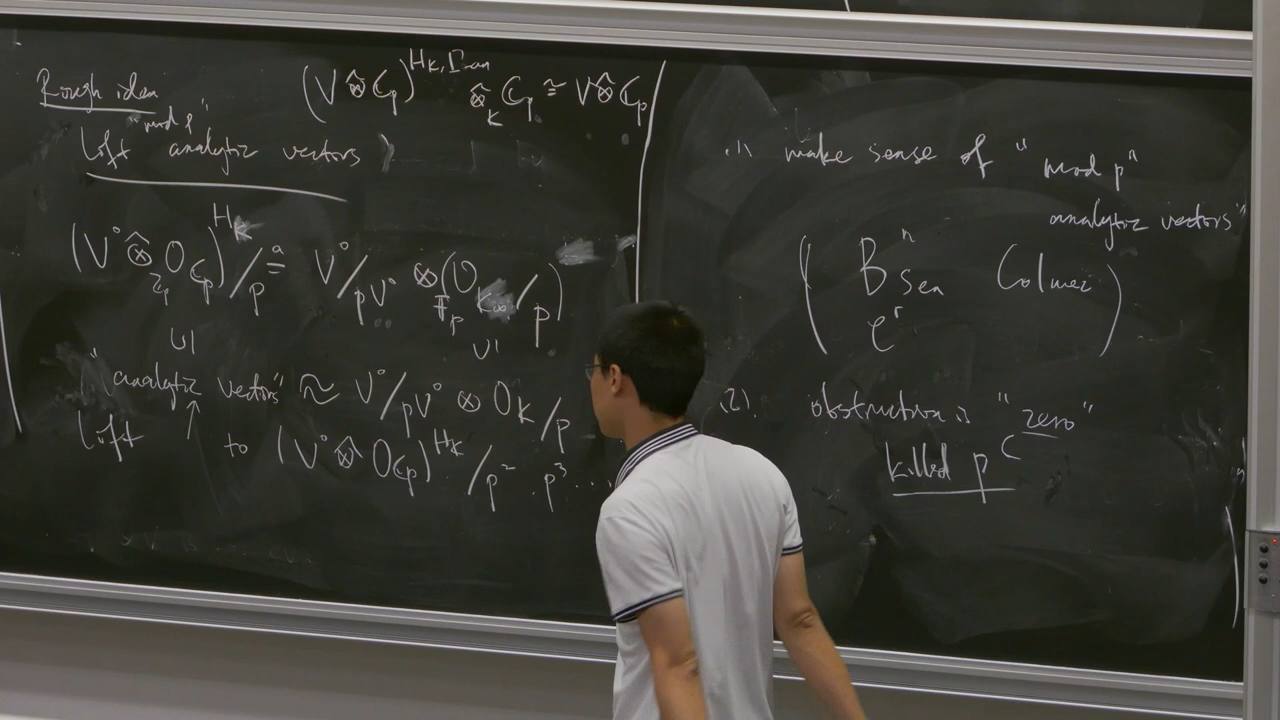 Rough idea
(V ⊗̂ C_p)^{H_K, Γ-an} ⊗̂_K C_p ≅ V ⊗̂ C_p
"mod p"
lift analytic vectors
(V° ⊗̂_{Z_p} O_{C_p})^{H_K} / p =^a V°/pV° ⊗_{F_p} (O_{K_∞}/p)
∪| ∪|
"analytic vectors" ≈ V°/pV° ⊗ O_K/p
lift ↑ to (V° ⊗̂ O_{C_p})^{H_K} / p² p³ ....
(1) make sense of "mod p"
analytic vectors"
( B^n_{Sen} Colmez )
e^r
(2). obstruction is "zero"
killed p^C